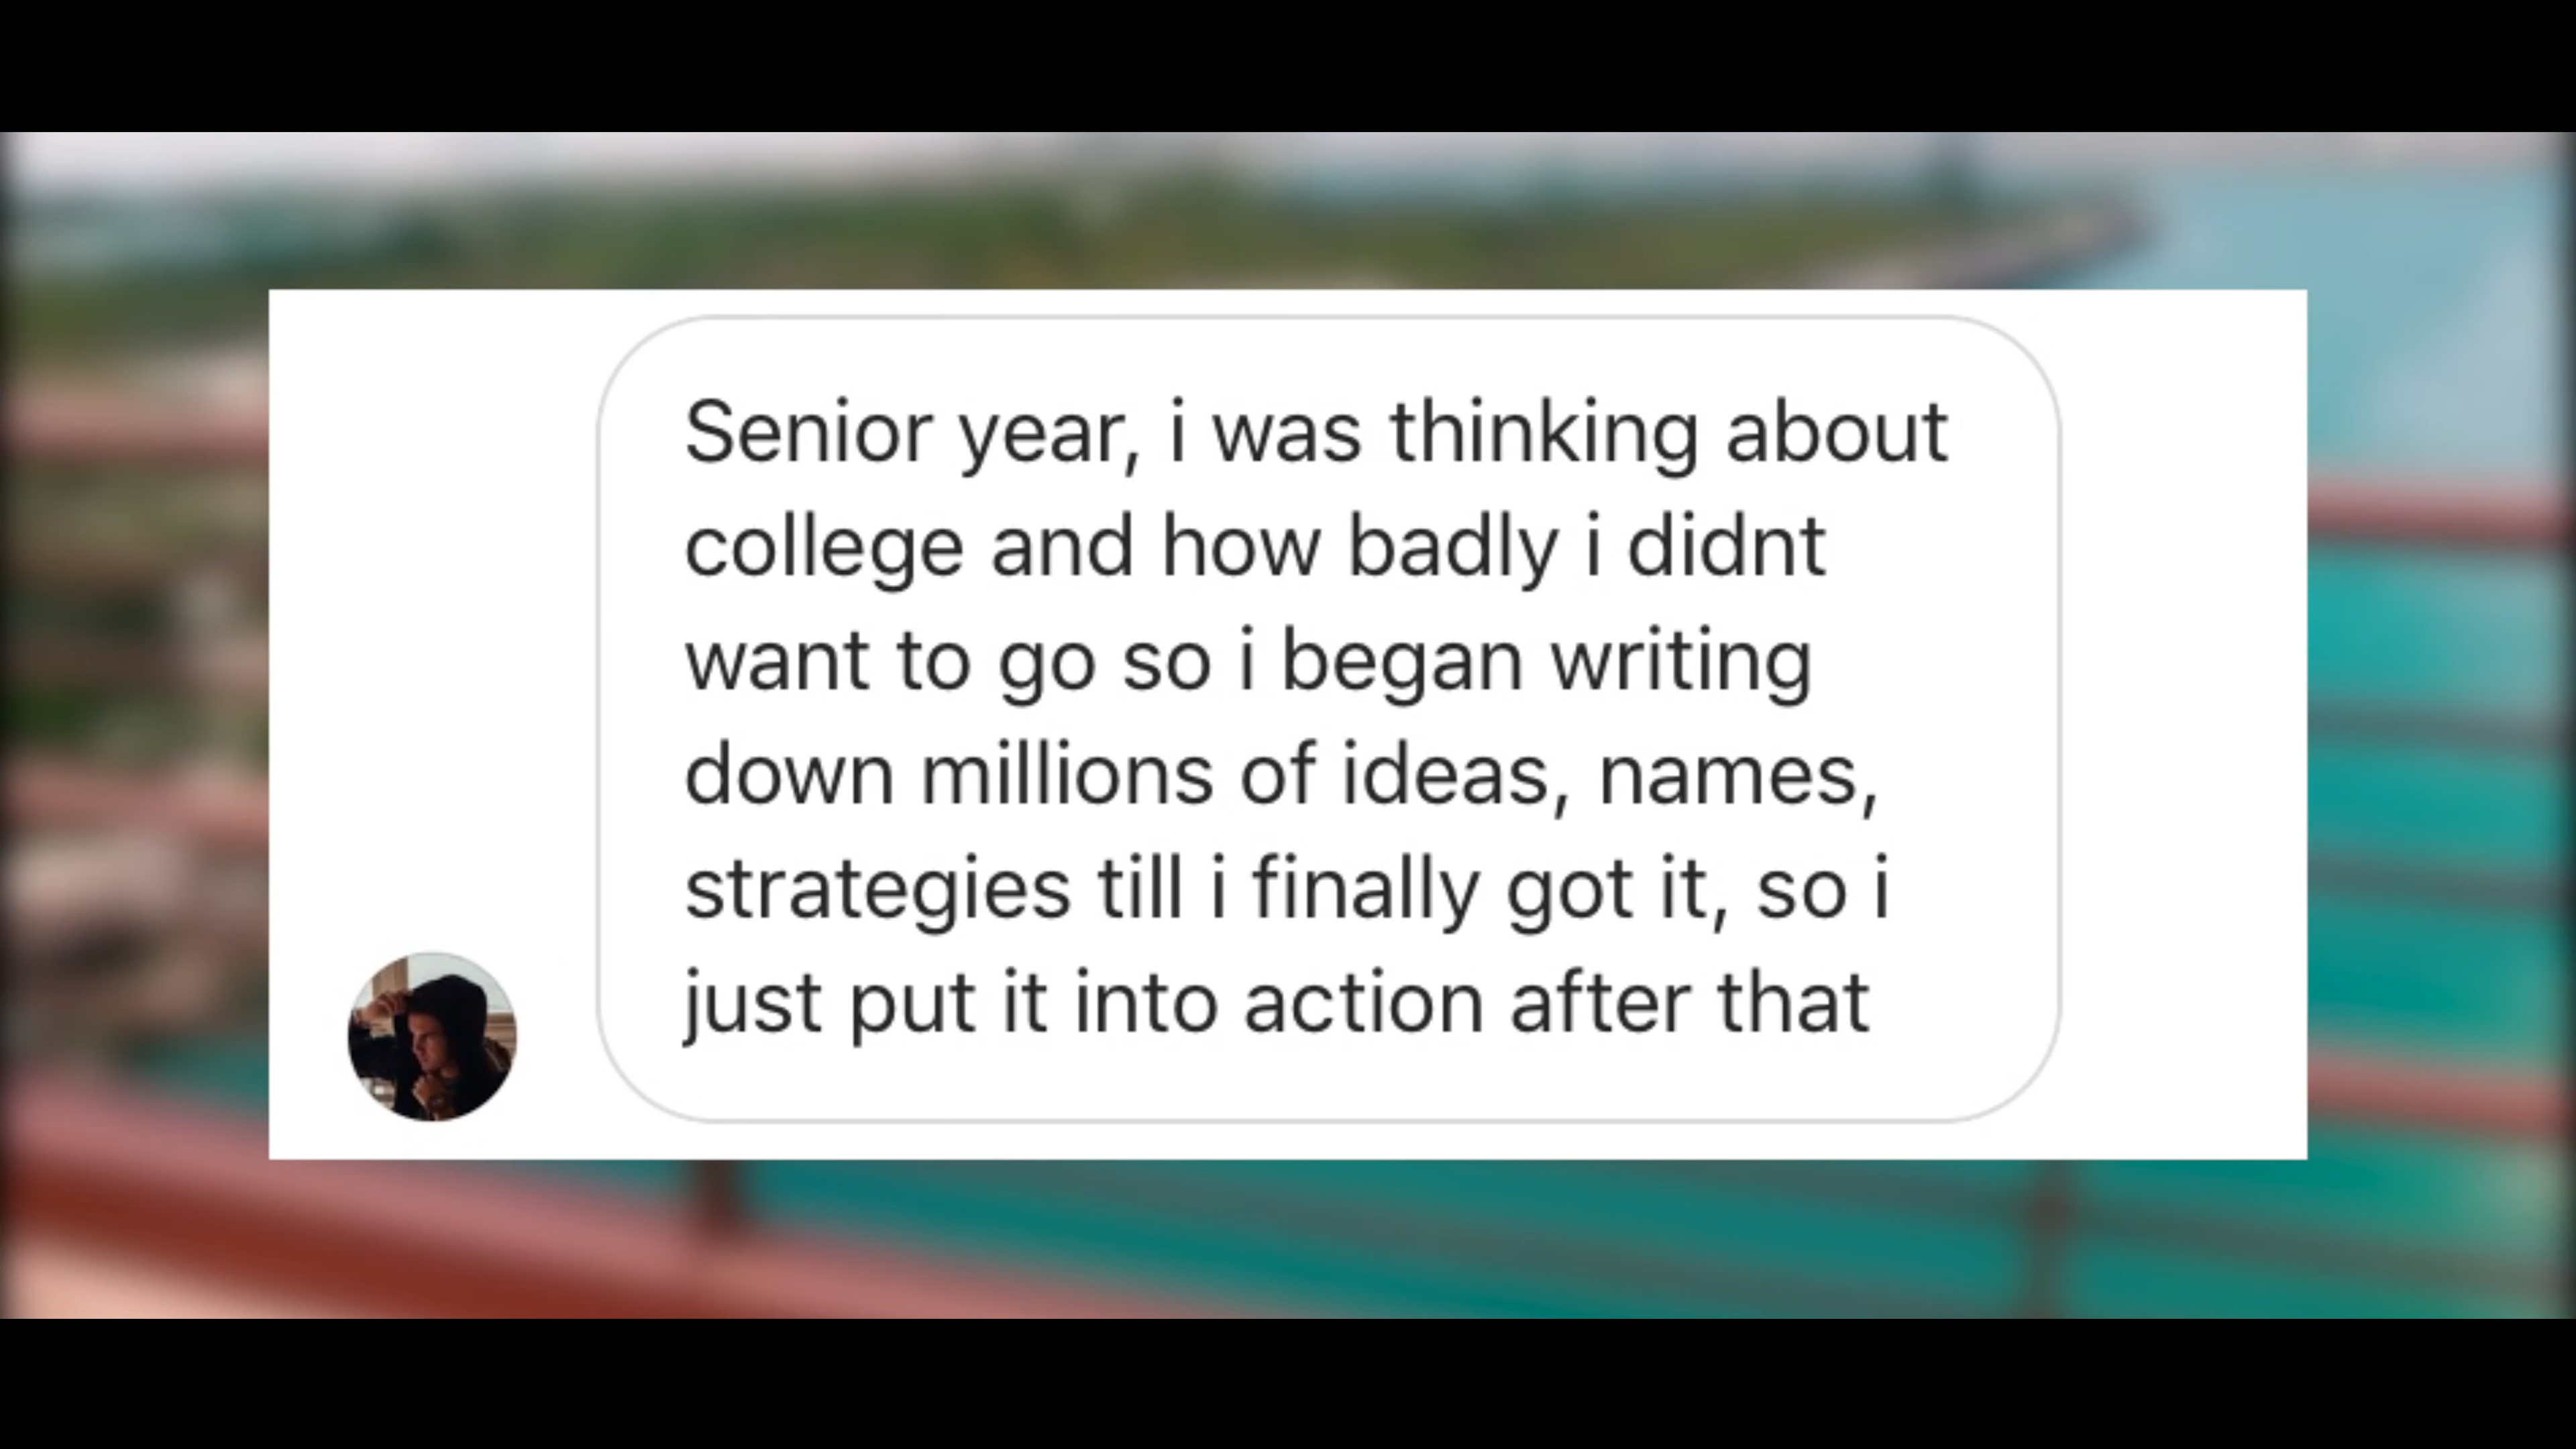 Senior year, i was thinking about
college and how badly i didnt
want to go so i began writing
down millions of ideas, names,
strategies till i finally got it, so i
just put it into action after that